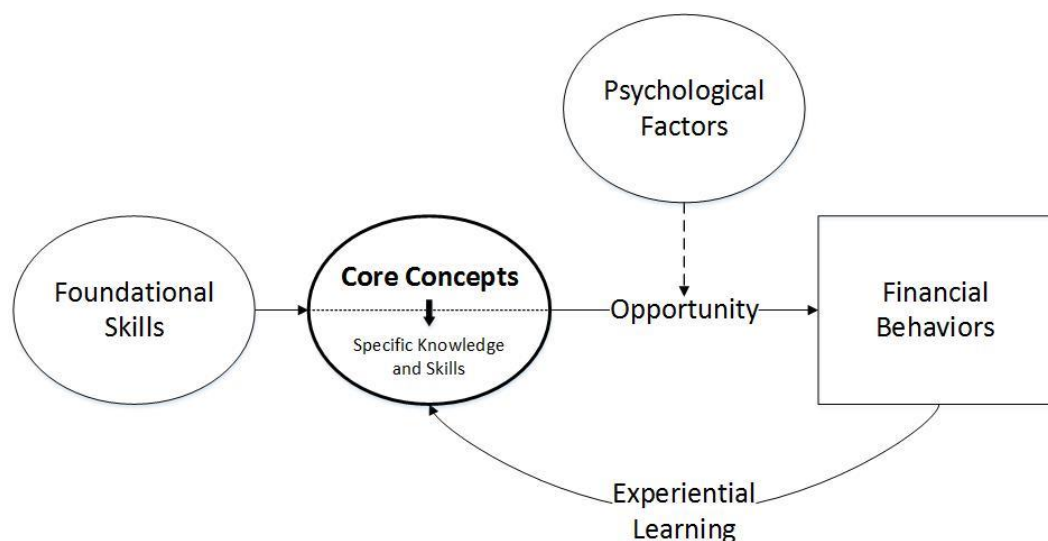 Psychological
Factors
Foundational
Skills
Core Concepts
Specific Knowledge
and Skills
Opportunity
Financial
Behaviors
Experiential
Learning